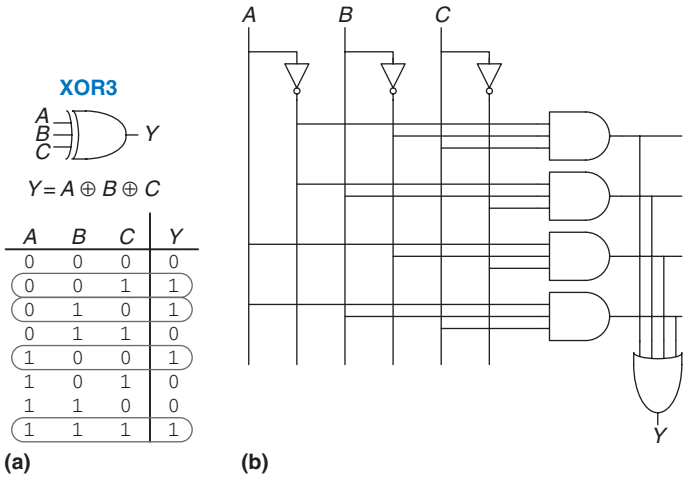 XOR3
A
B
C
Y
Y = A ⊕ B ⊕ C
A B C Y
0 0 0 0
0 0 1 1
0 1 0 1
0 1 1 0
1 0 0 1
1 0 1 0
1 1 0 0
1 1 1 1
(a)
A B C
Y
(b)